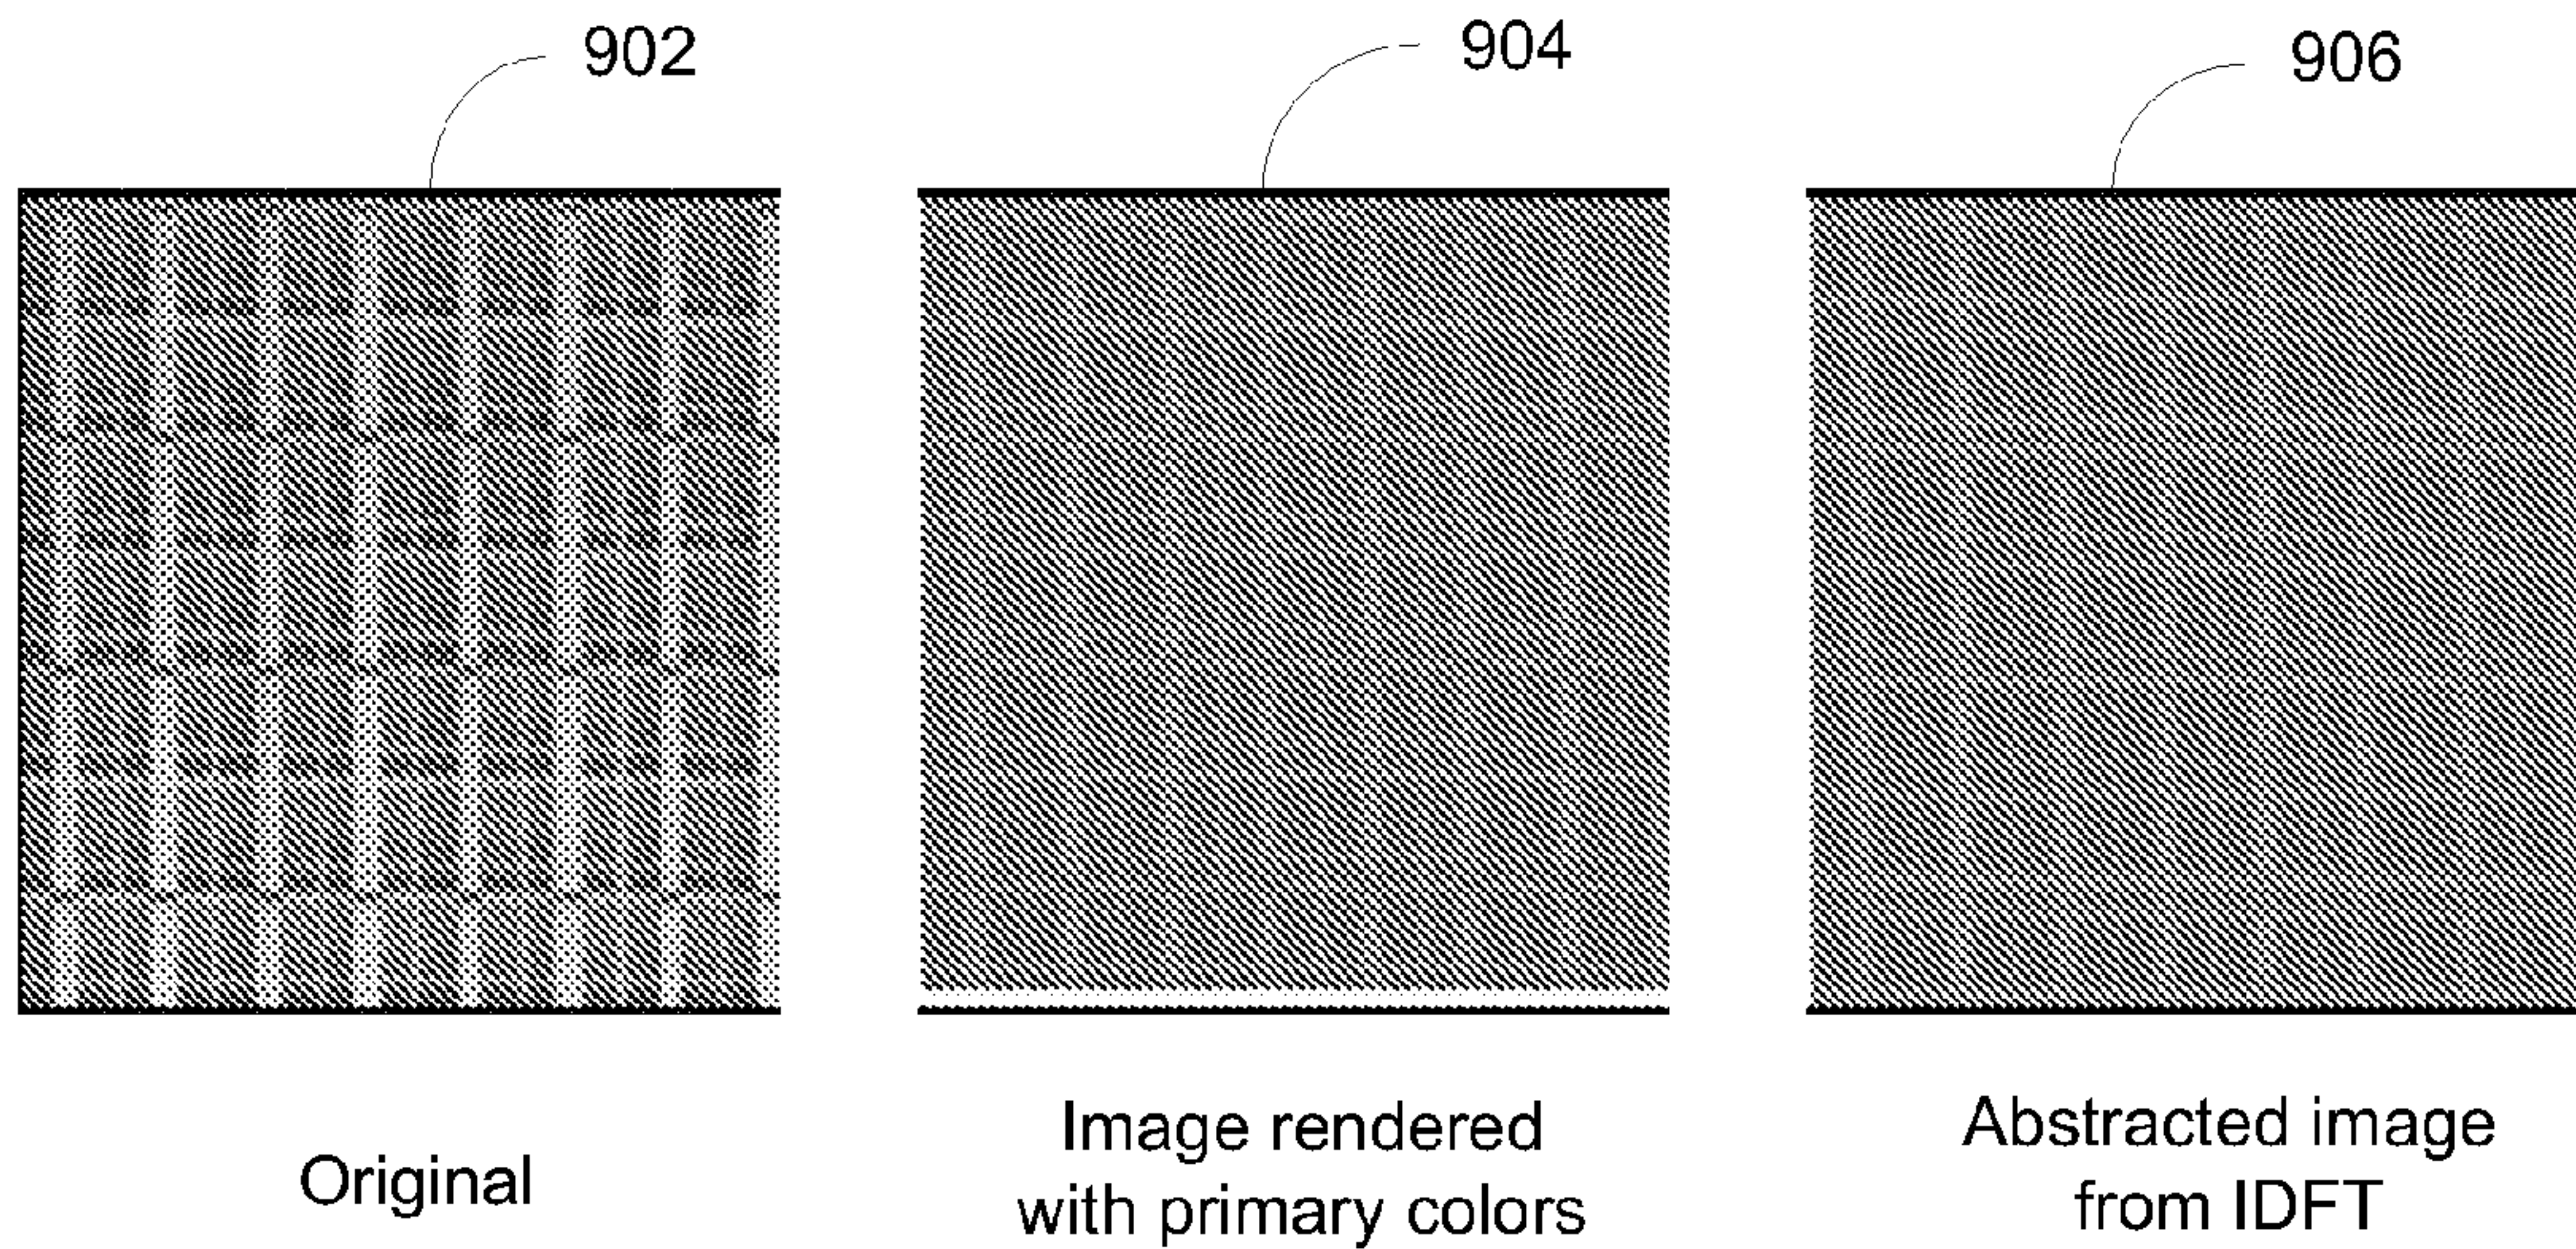 902
904
906
Original
Image rendered
with primary colors
Abstracted image
from IDFT